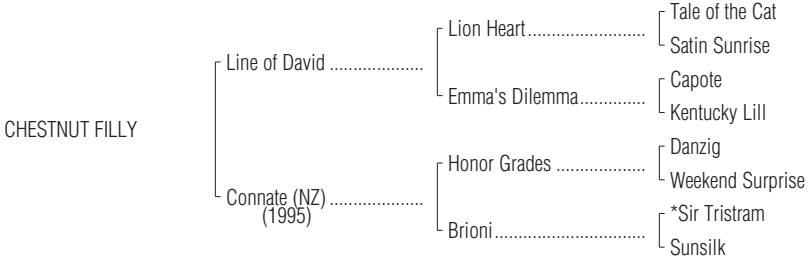 Tale of the Cat
Lion Heart........................
Satin Sunrise
Line of David ....................
Capote
Emma's Dilemma..............
Kentucky Lill
CHESTNUT FILLY
Danzig
Honor Grades ...................
Weekend Surprise
Connate (NZ) ....................
(1995)
*Sir Tristram
Brioni................................
Sunsilk